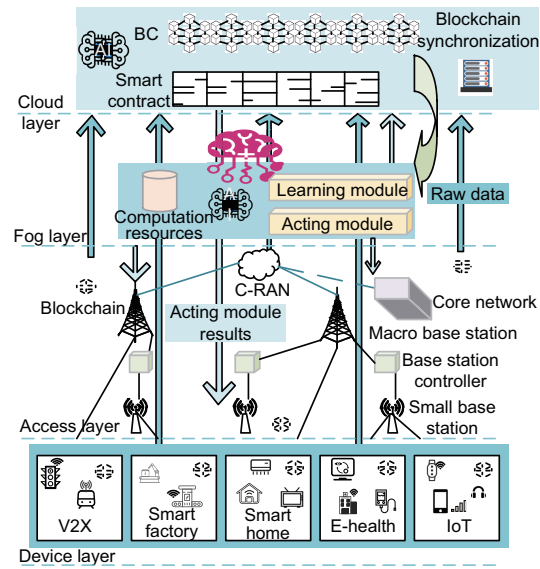 AI
BC
Blockchain
synchronization
Smart
contract
Cloud
layer
Learning module
Computation
resources
Acting module
Raw data
Fog layer
Blockchain
C-RAN
Core network
Acting module
results
Macro base station
Base station
controller
Small base
station
Access layer
V2X
Smart
factory
Smart
home
E-health
IoT
Device layer